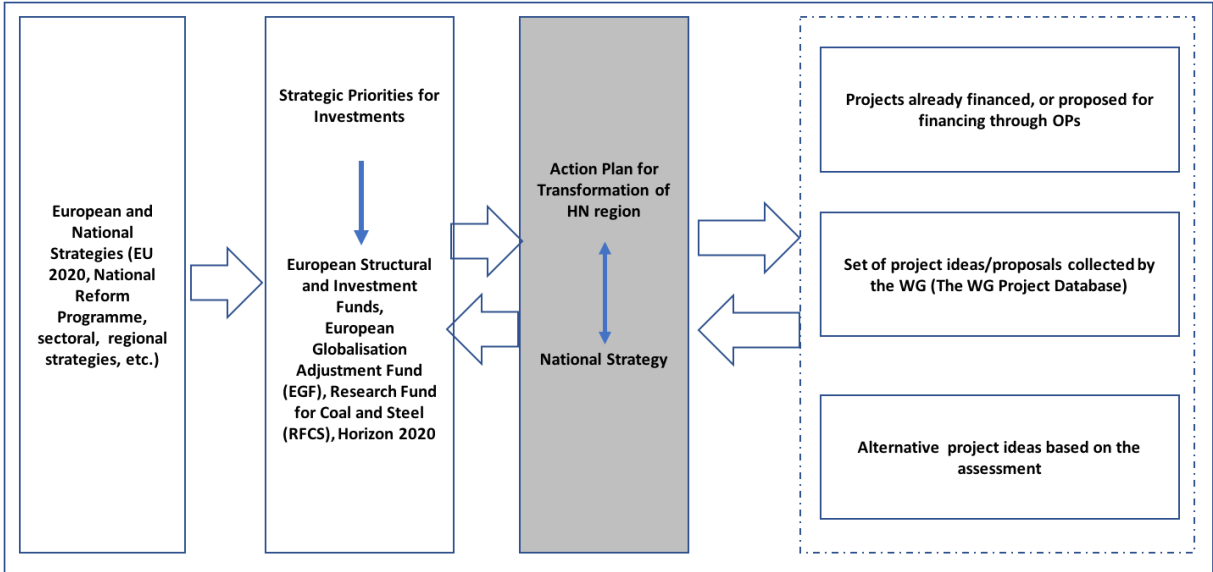 European and
National
Strategies (EU
2020, National
Reform
Programme,
sectoral, regional
strategies, etc.)
Strategic Priorities for
Investments
European Structural
and Investment
Funds,
European
Globalisation
Adjustment Fund
(EGF), Research Fund
for Coal and Steel
(RFCS), Horizon 2020
Action Plan for
Transformation of
HN region
National Strategy
Projects already financed, or proposed for
financing through OPs
Set of project ideas/proposals collected by
the WG (The WG Project Database)
Alternative project ideas based on the
assessment